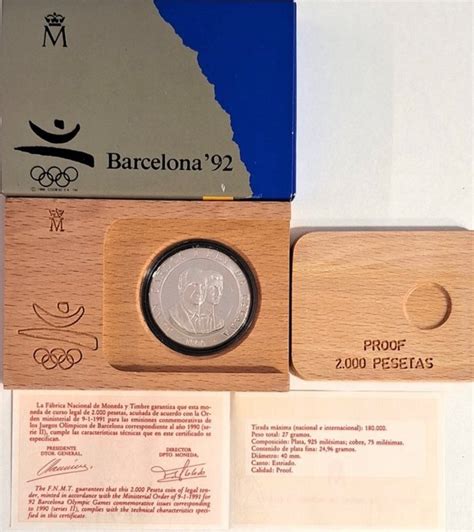 M
Barcelona '92
M
PROOF
2.000 PESETAS
La Fábrica Nacional de Moneda y Timbre garantiza que esta moneda
de curso legal de 2.000 pesetas, acuñada de acuerdo con la Orden
ministerial de 9-1-1991 para las emisiones conmemorativas de
los Juegos Olímpicos de Barcelona correspondiente al año 1990 (serie
II), cumple las características técnicas que en este certificado se
especifican.
PRESIDENTE
DTOR. GENERAL,
DIRECTOR
DPTO MONEDA,
The F.N.M.T. guarantees that this 2.000 Peseta coin of legal tender,
minted in accordance with the Ministerial Order of 9-1-1991 for
92 Barcelona Olympic Games commemorative issues corresponding
to 1990 (series II), complies with the technical characteristics specified
in this certificate.
Tirada máxima (nacional e internacional): 180.000.
Peso total: 27 gramos.
Composición: Plata, 925 milésimas; cobre, 75 milésimas.
Contenido de plata: 24,96 gramos.
Diámetro: 40 mm.
Canto: Estriado.
Calidad: Proof.